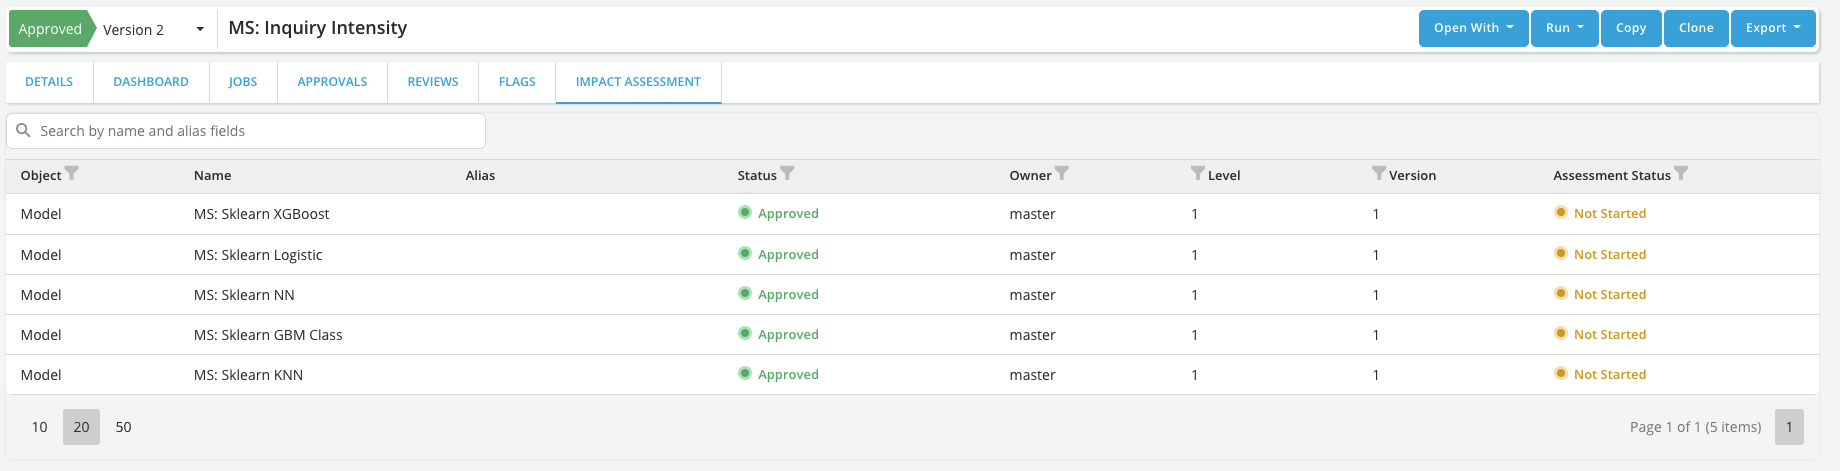 Approved Version 2 MS: Inquiry Intensity Open With Run Copy Clone Export
DETAILS DASHBOARD JOBS APPROVALS REVIEWS FLAGS IMPACT ASSESSMENT
Search by name and alias fields
Object Name Alias Status Owner Level Version Assessment Status
Model MS: Sklearn XGBoost Approved master 1 1 Not Started
Model MS: Sklearn Logistic Approved master 1 1 Not Started
Model MS: Sklearn NN Approved master 1 1 Not Started
Model MS: Sklearn GBM Class Approved master 1 1 Not Started
Model MS: Sklearn KNN Approved master 1 1 Not Started
10 20 50 Page 1 of 1 (5 items) 1